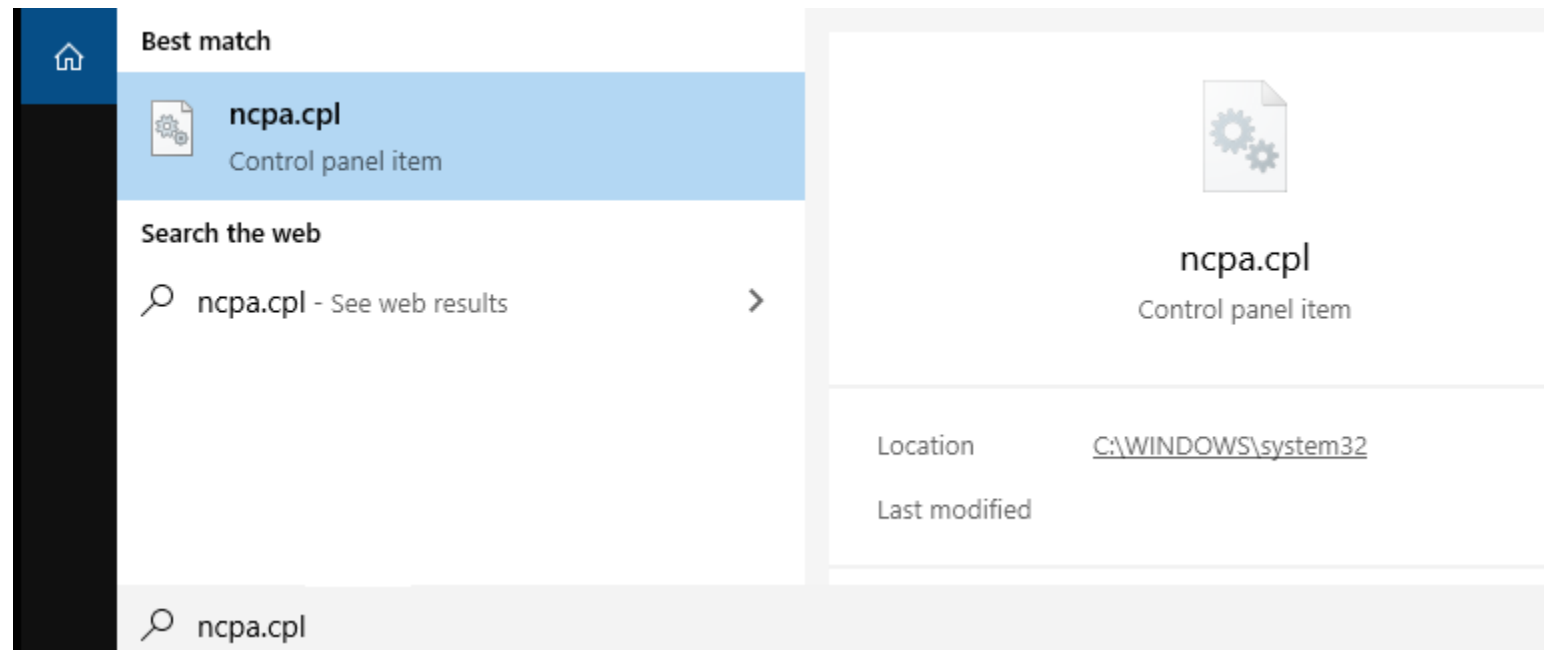 Best match
ncpa.cpl
Control panel item
Search the web
ncpa.cpl - See web results
ncpa.cpl
ncpa.cpl
Control panel item
Location C:\WINDOWS\system32
Last modified